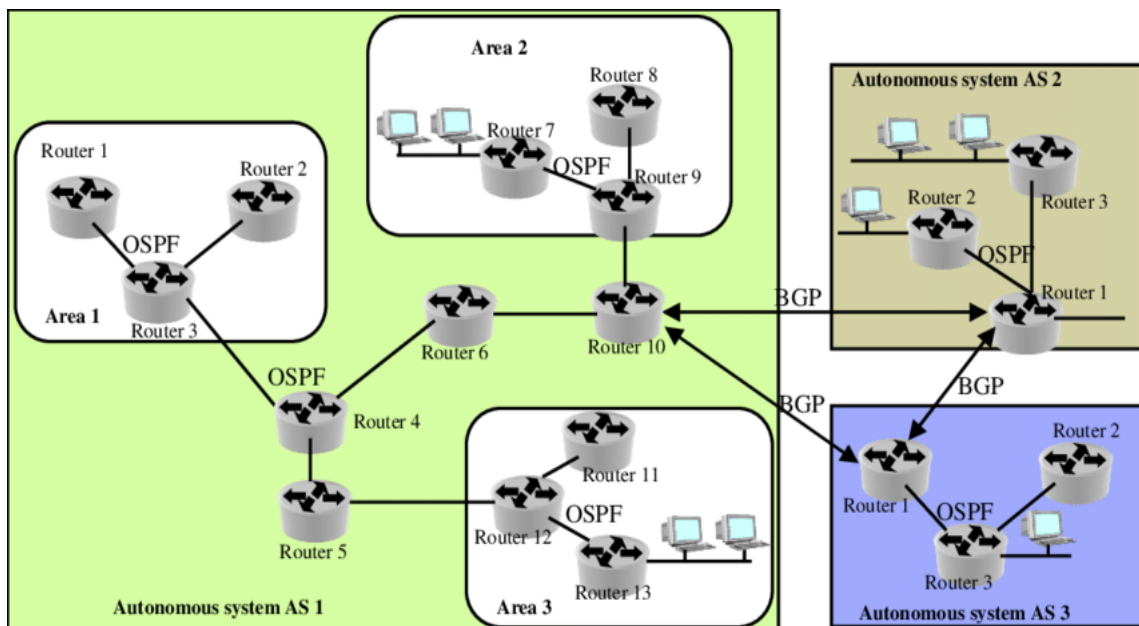 Area 2
Router 8
Router 7
OSPF
Router 9
Router 1
Router 2
OSPF
Area 1
Router 3
Router 6
Router 10
OSPF
Router 4
Router 5
Router 11
OSPF
Router 12
Router 13
Area 3
Autonomous system AS 1
BGP
BGP
BGP
Autonomous system AS 2
Router 2
Router 3
OSPF
Router 1
Router 2
Router 1
OSPF
Router 3
Autonomous system AS 3